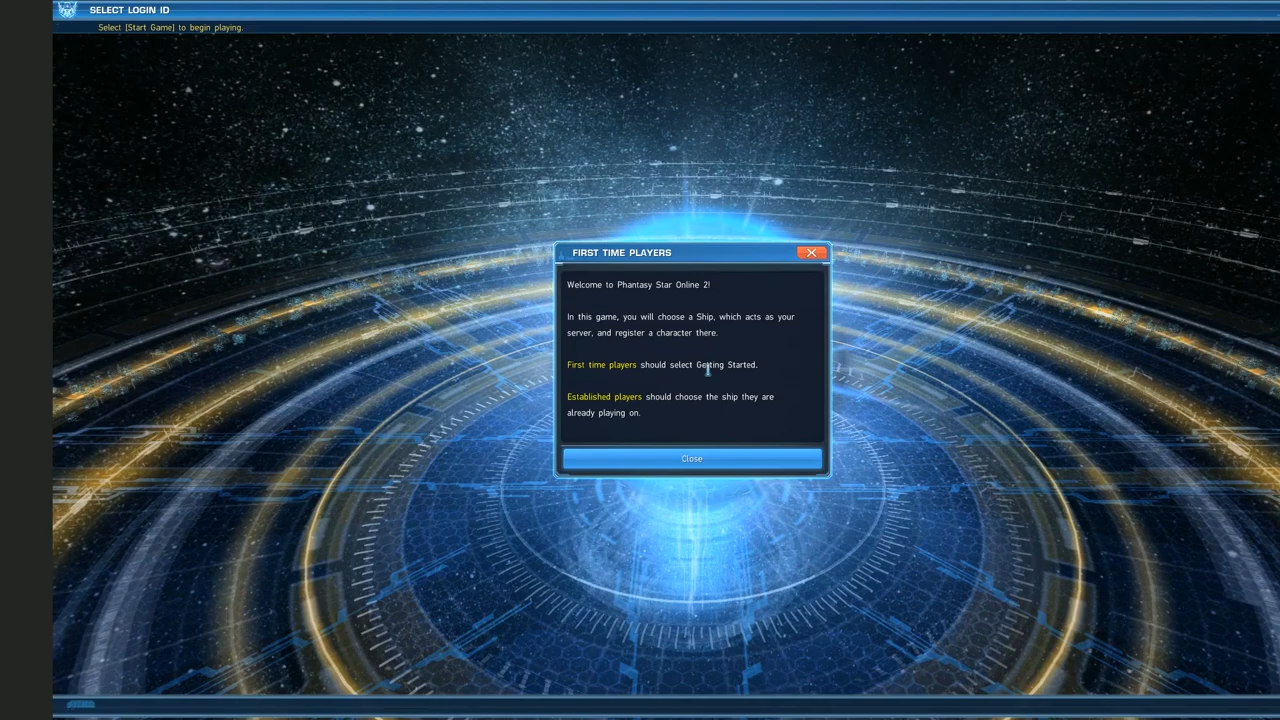 SELECT LOGIN ID
Select [Start Game] to begin playing.
FIRST TIME PLAYERS
Welcome to Phantasy Star Online 2!
In this game, you will choose a Ship, which acts as your
server, and register a character there.
First time players should select Getting Started.
Established players should choose the ship they are
already playing on.
Close